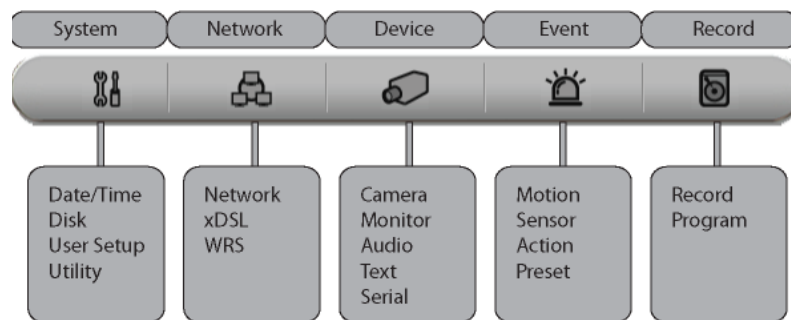 System
Network
Device
Event
Record
Date/Time
Disk
User Setup
Utility
Network
xDSL
WRS
Camera
Monitor
Audio
Text
Serial
Motion
Sensor
Action
Preset
Record
Program